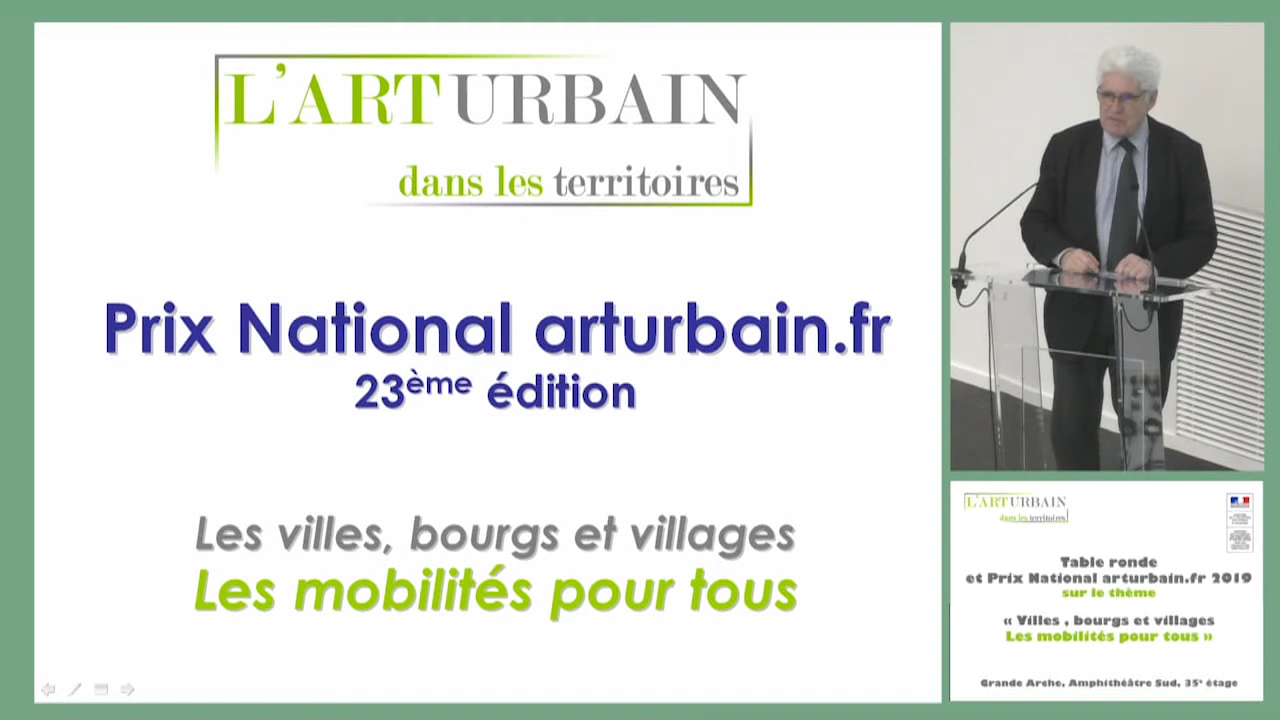 L'ART URBAIN
dans les territoires
Prix National arturbain.fr
23ème édition
Les villes, bourgs et villages
Les mobilités pour tous
L'ARTURBAIN
dans les territoires
Table ronde
et Prix National arturbain.fr 2019
sur le thème
« Villes , bourgs et villages
Les mobilités pour tous »
Grande Arche, Amphithéâtre Sud, 35e étage